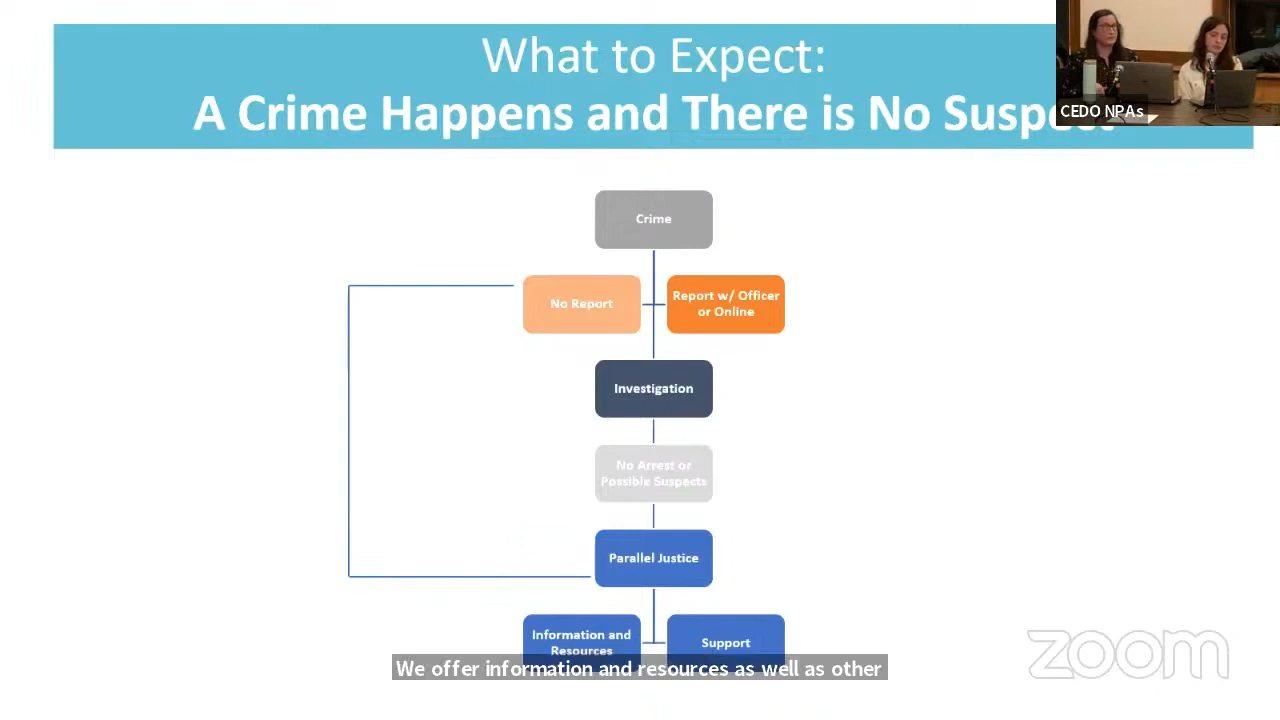 What to Expect:
A Crime Happens and There is No Suspect
CEDO NPAs
Crime
No Report
Report w/ Officer
or Online
Investigation
No Arrest or
Possible Suspects
Parallel Justice
Information and
Resources
Support
We offer information and resources as well as other
zoom